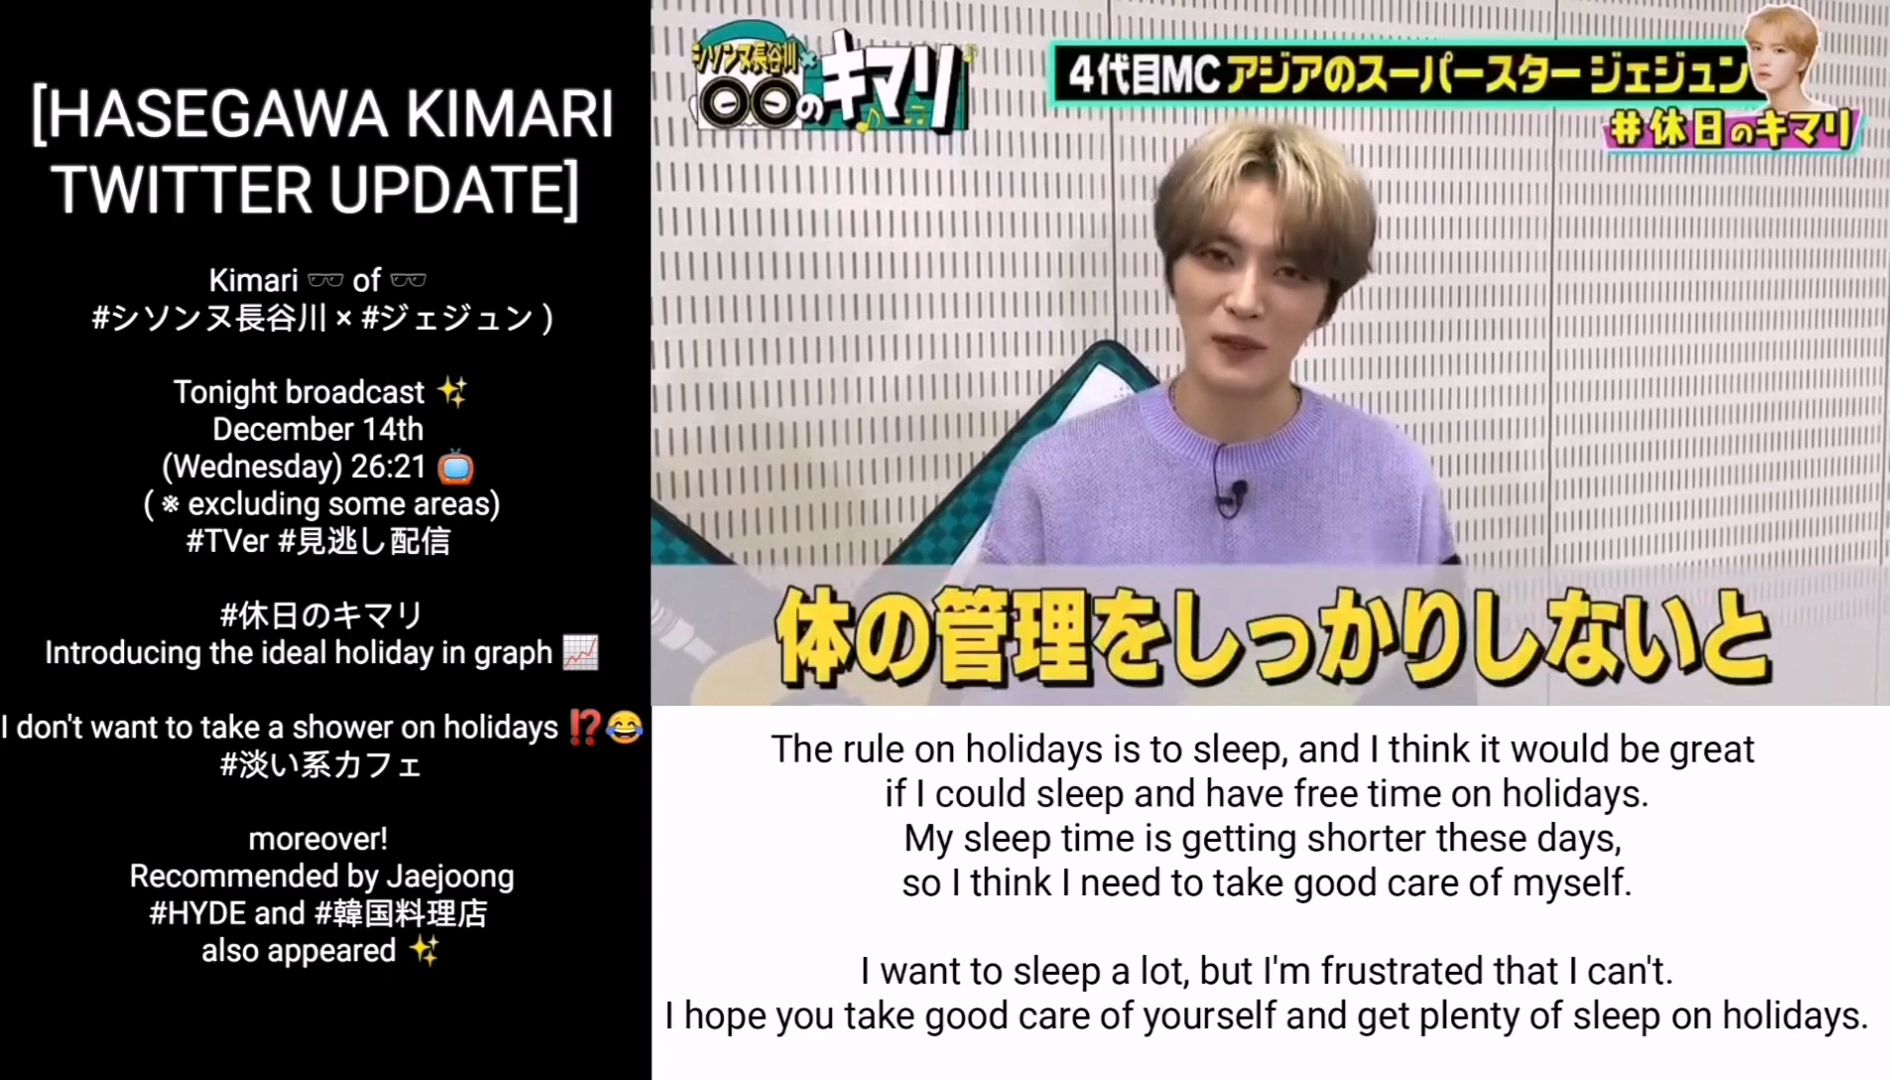 [HASEGAWA KIMARI
TWITTER UPDATE]
Kimari 🕶 of 🕶
#シソンヌ長谷川 × #ジェジュン )
Tonight broadcast ✨
December 14th
(Wednesday) 26:21 📺
( ※ excluding some areas)
#TVer #見逃し配信
#休日のキマリ
Introducing the ideal holiday in graph 📈
I don't want to take a shower on holidays ⁉️😂
#淡い系カフェ
moreover!
Recommended by Jaejoong
#HYDE and #韓国料理店
also appeared ✨
シソンヌ長谷川×
のキマリ
4代目MC アジアのスーパースター ジェジュン
#休日のキマリ
体の管理をしっかりしないと
The rule on holidays is to sleep, and I think it would be great
if I could sleep and have free time on holidays.
My sleep time is getting shorter these days,
so I think I need to take good care of myself.
I want to sleep a lot, but I'm frustrated that I can't.
I hope you take good care of yourself and get plenty of sleep on holidays.